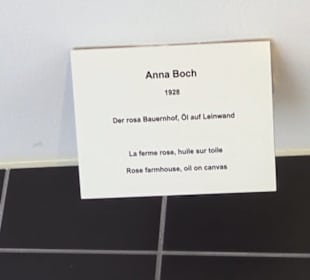 Anna Boch
1928
Der rosa Bauernhof, Öl auf Leinwand
La ferme rose, huile sur toile
Rose farmhouse, oil on canvas